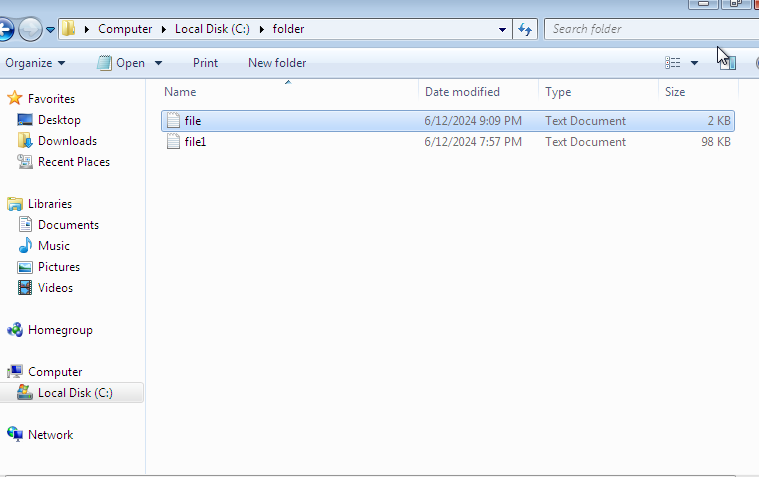 Computer Local Disk (C:) folder Search folder
Organize Open Print New folder
Name Date modified Type Size
file 6/12/2024 9:09 PM Text Document 2 KB
file1 6/12/2024 7:57 PM Text Document 98 KB
Favorites
Desktop
Downloads
Recent Places
Libraries
Documents
Music
Pictures
Videos
Homegroup
Computer
Local Disk (C:)
Network